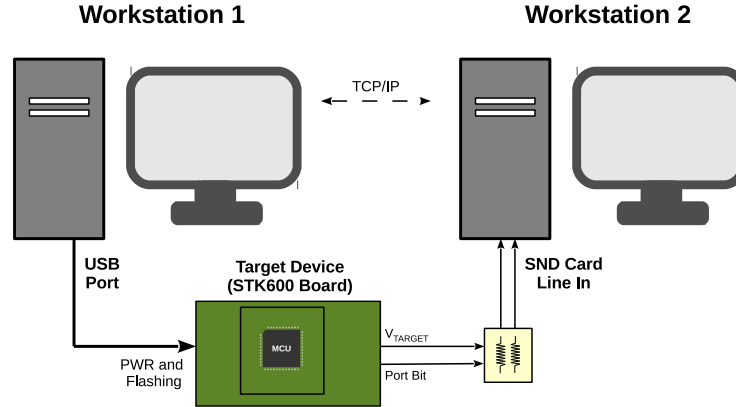 Workstation 1
Workstation 2
TCP/IP
USB
Port
Target Device
(STK600 Board)
SND Card
Line In
MCU
VTARGET
PWR and
Flashing
Port Bit